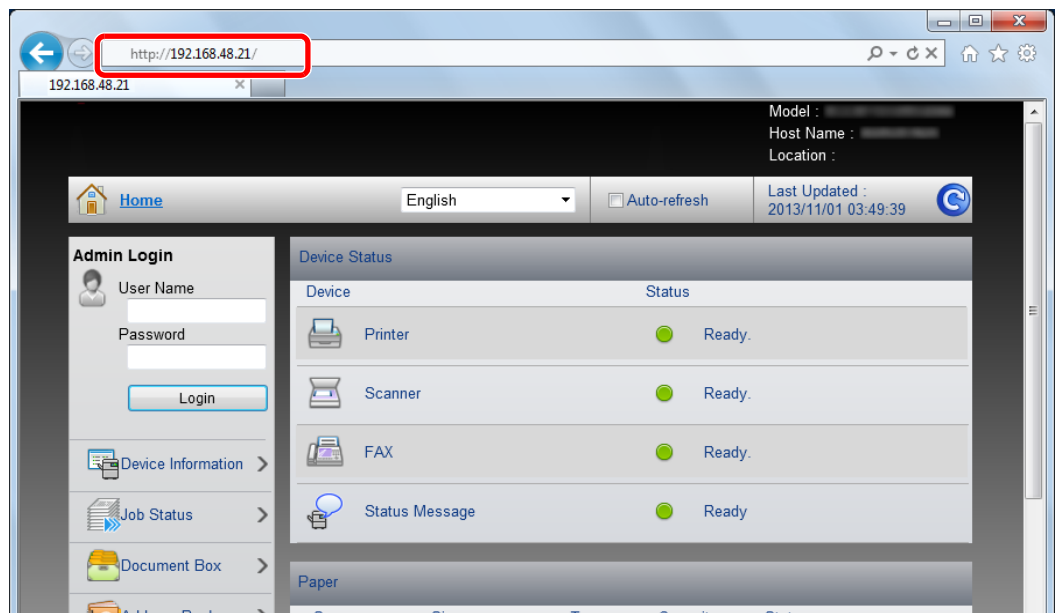 http://192.168.48.21/
192.168.48.21
Model :
Host Name :
Location :
Home
English
Auto-refresh
Last Updated :
2013/11/01 03:49:39
Admin Login
User Name
Password
Login
Device Information
Job Status
Document Box
Device Status
Device Status
Printer Ready.
Scanner Ready.
FAX Ready.
Status Message Ready
Paper